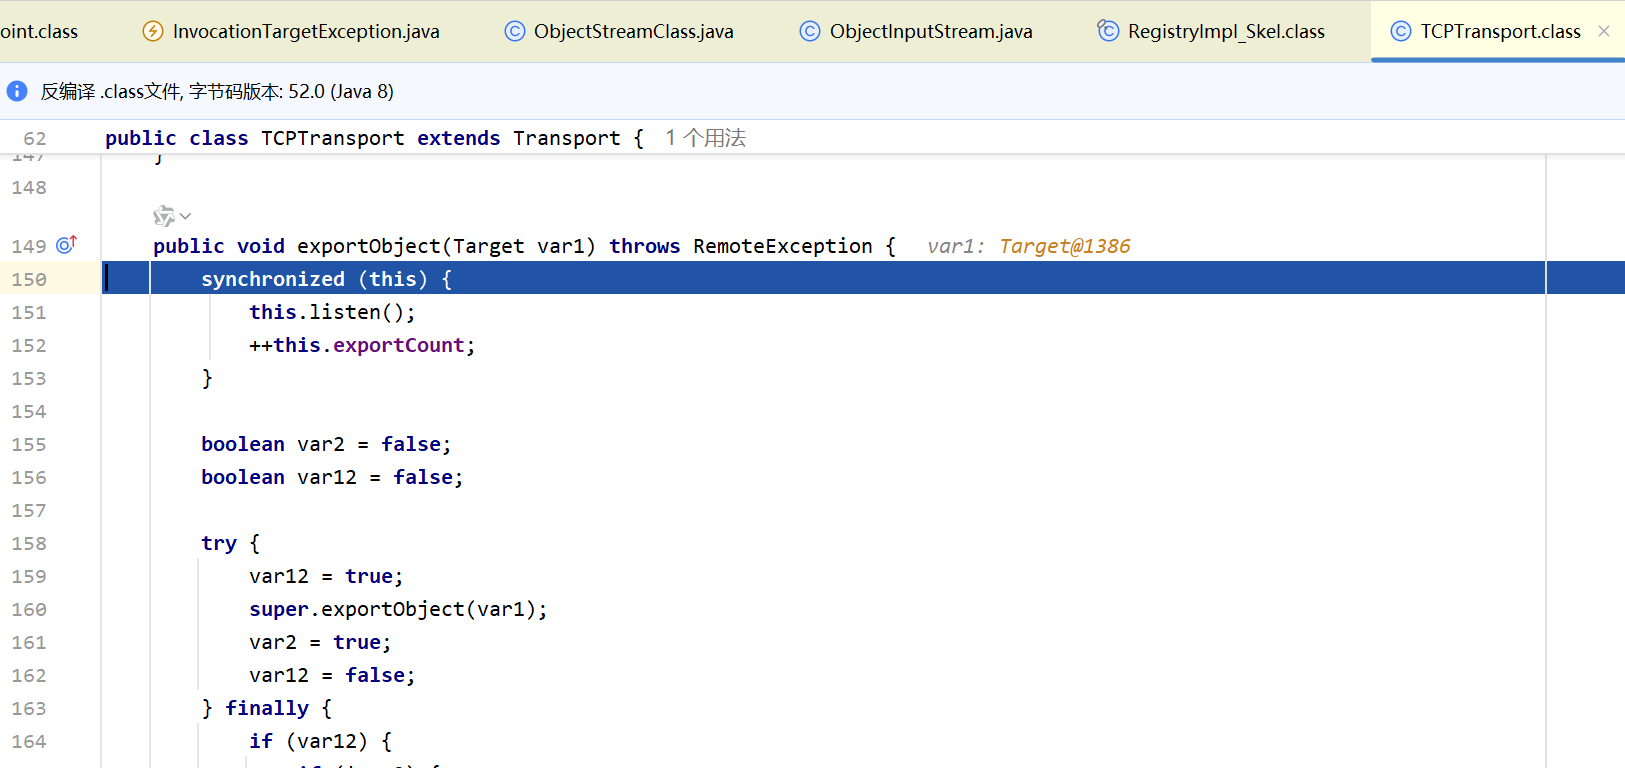 oint.class InvocationTargetException.java ObjectStreamClass.java ObjectInputStream.java RegistryImpl_Skel.class TCPTransport.class
反编译 .class文件, 字节码版本: 52.0 (Java 8)
62 public class TCPTransport extends Transport { 1 个用法
147 }
148
149 public void exportObject(Target var1) throws RemoteException { var1: Target@1386
150 synchronized (this) {
151 this.listen();
152 ++this.exportCount;
153 }
154
155 boolean var2 = false;
156 boolean var12 = false;
157
158 try {
159 var12 = true;
160 super.exportObject(var1);
161 var2 = true;
162 var12 = false;
163 } finally {
164 if (var12) {